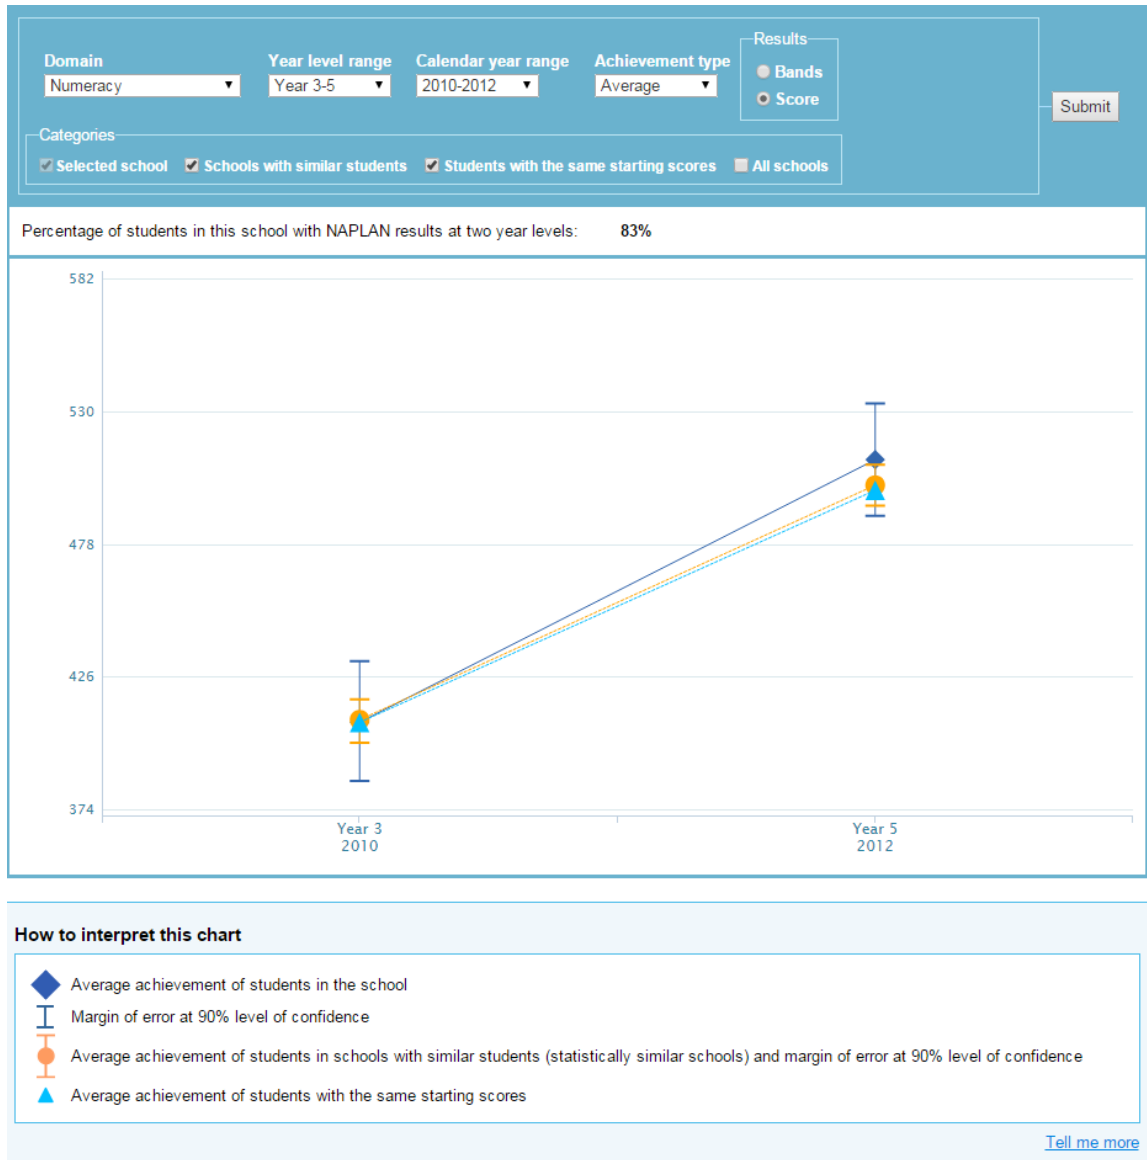 Results
Domain Year level range Calendar year range Achievement type
Bands
Numeracy Year 3-5 2010-2012 Average
Score
Submit
Categories
Selected school Schools with similar students Students with the same starting scores All schools
Percentage of students in this school with NAPLAN results at two year levels: 83%
582
530
478
426
374
Year 3 Year 5
2010 2012
How to interpret this chart
Average achievement of students in the school
Margin of error at 90% level of confidence
Average achievement of students in schools with similar students (statistically similar schools) and margin of error at 90% level of confidence
Average achievement of students with the same starting scores
Tell me more